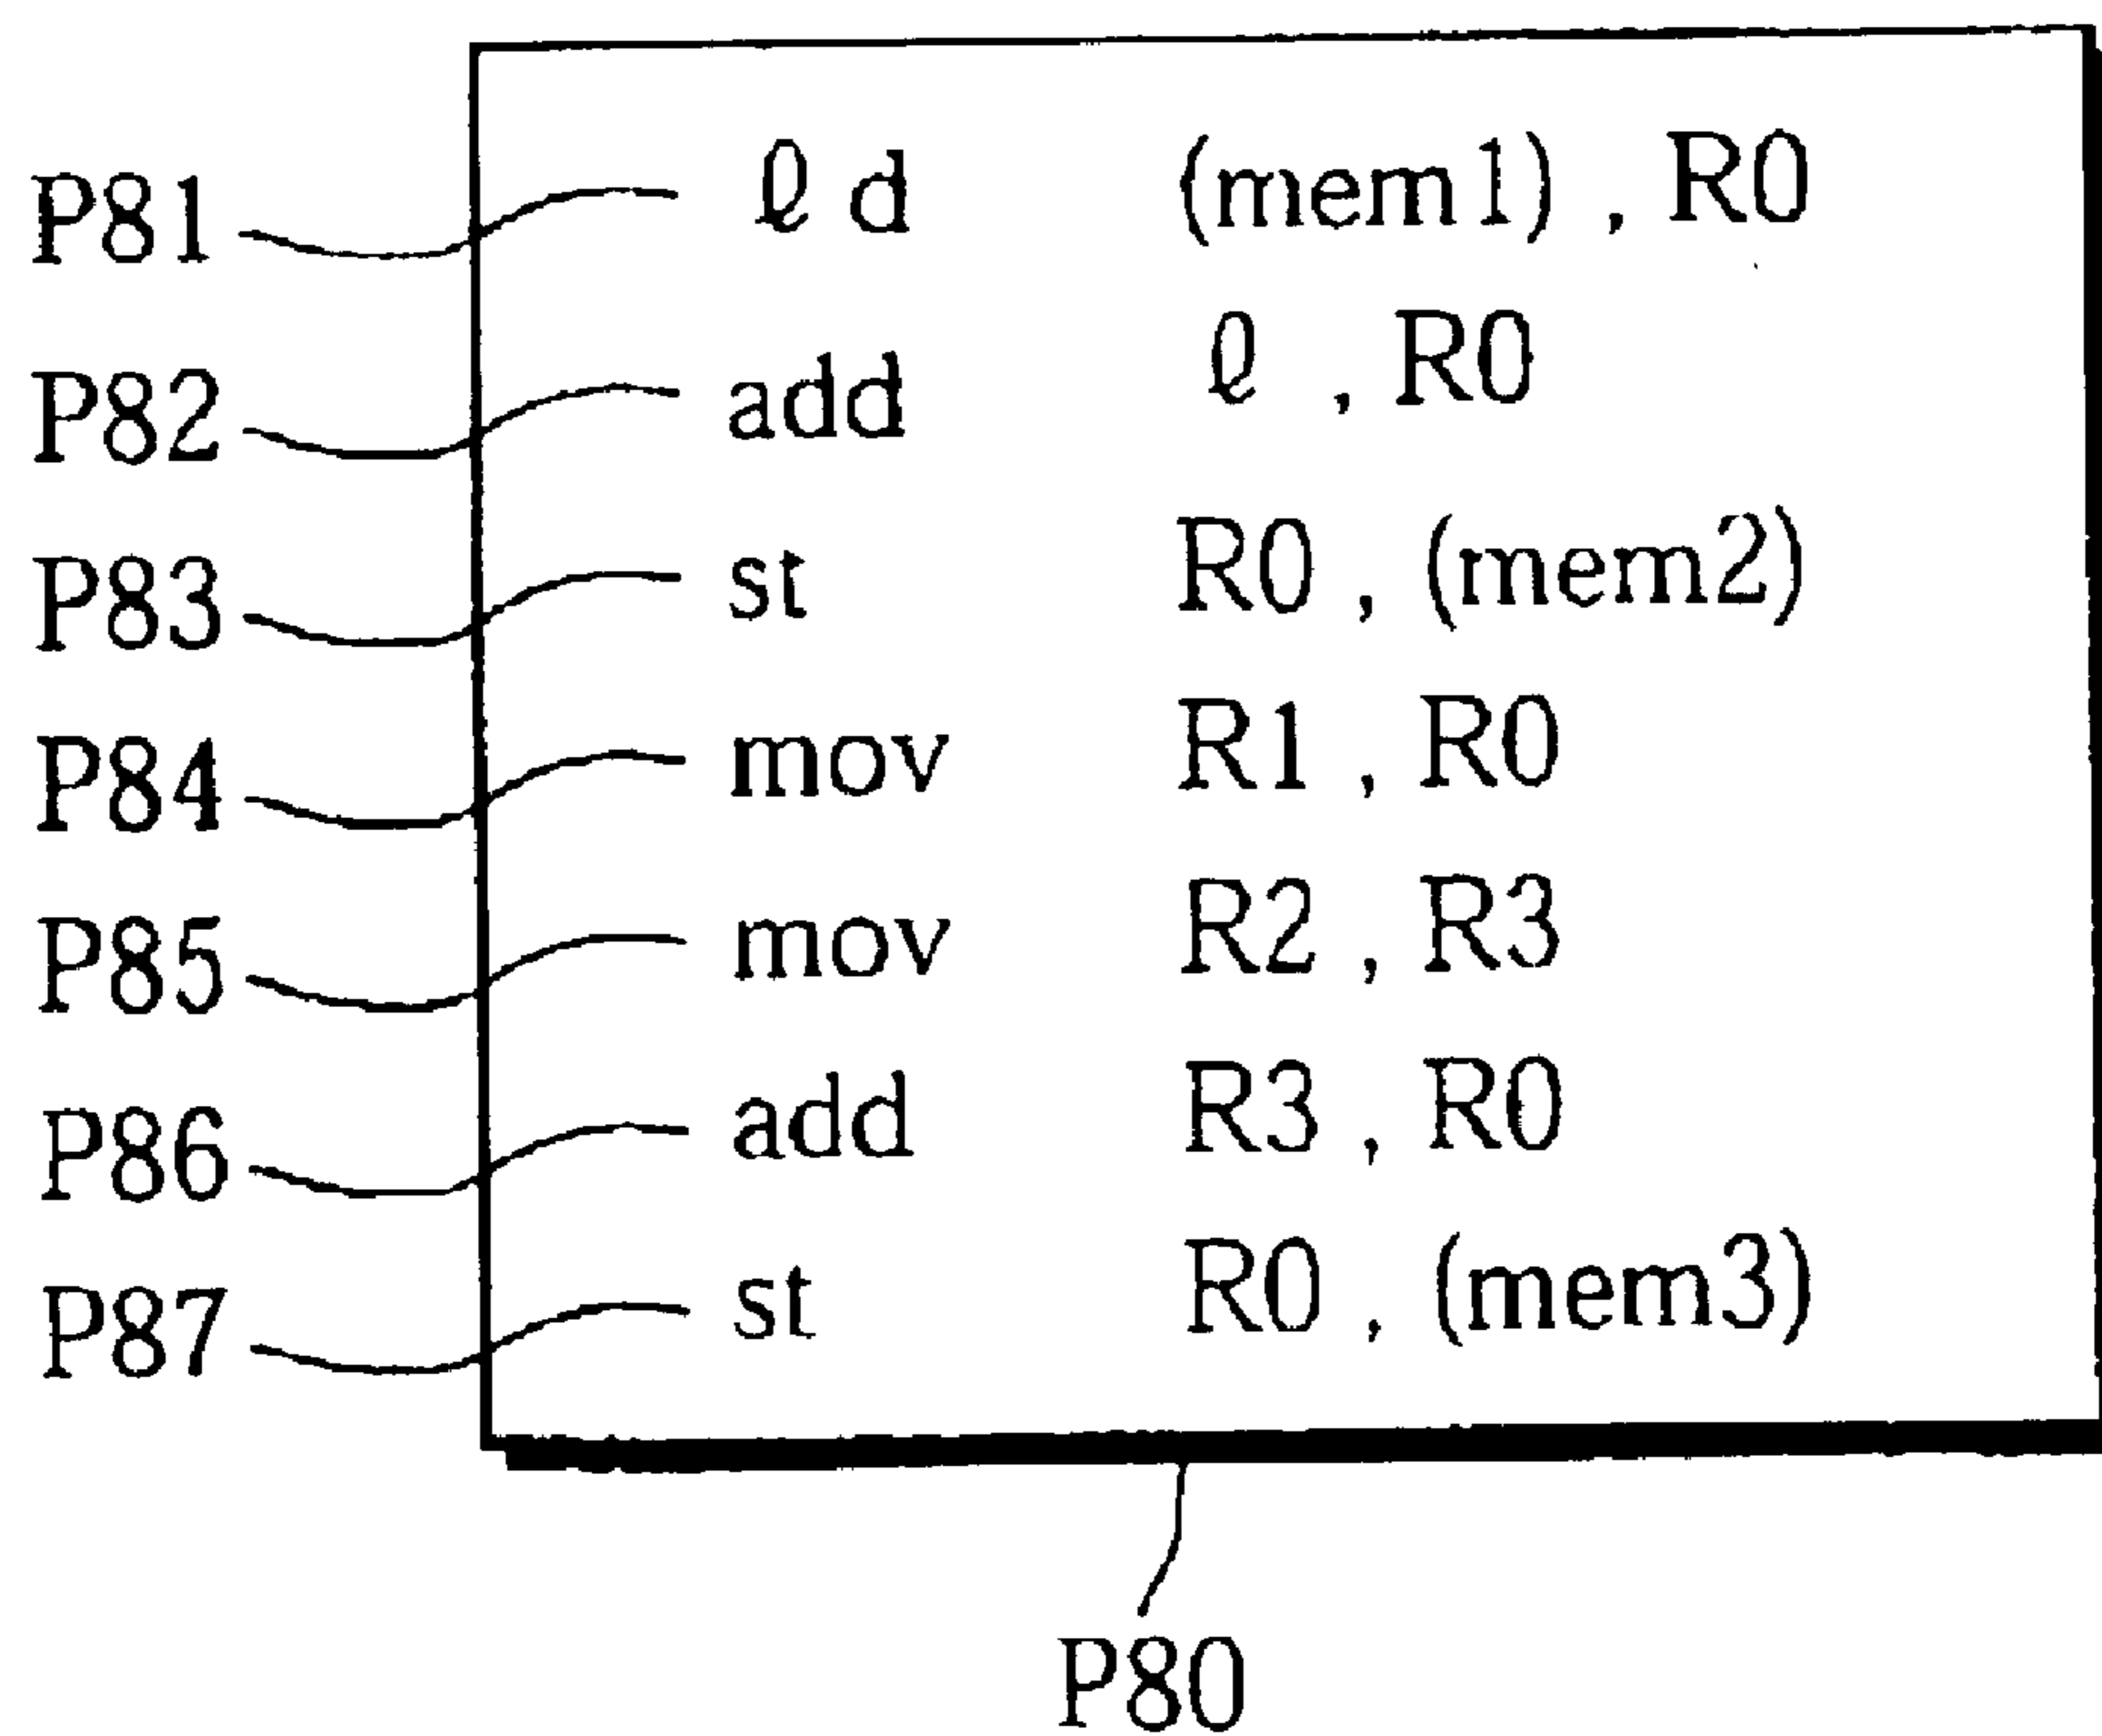 P81 ℓd (mem1), R0
P82 add ℓ, R0
P83 st R0, (mem2)
P84 mov R1, R0
P85 mov R2, R3
P86 add R3, R0
P87 st R0, (mem3)
P80